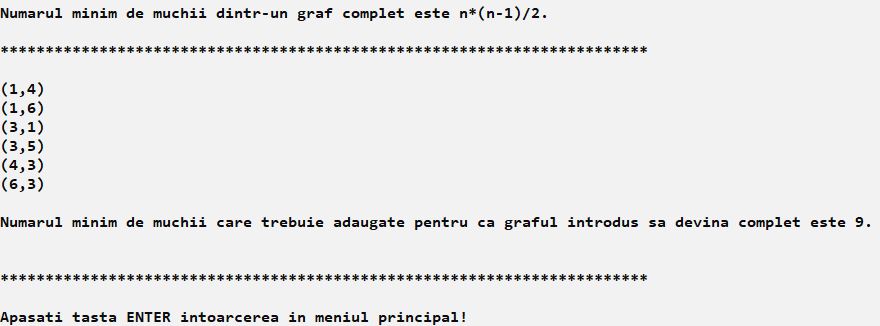 Numarul minim de muchii dintr-un graf complet este n*(n-1)/2.
************************************************************************
(1,4)
(1,6)
(3,1)
(3,5)
(4,3)
(6,3)
Numarul minim de muchii care trebuie adaugate pentru ca graful introdus sa devina complet este 9.
************************************************************************
Apasati tasta ENTER intoarcerea in meniul principal!